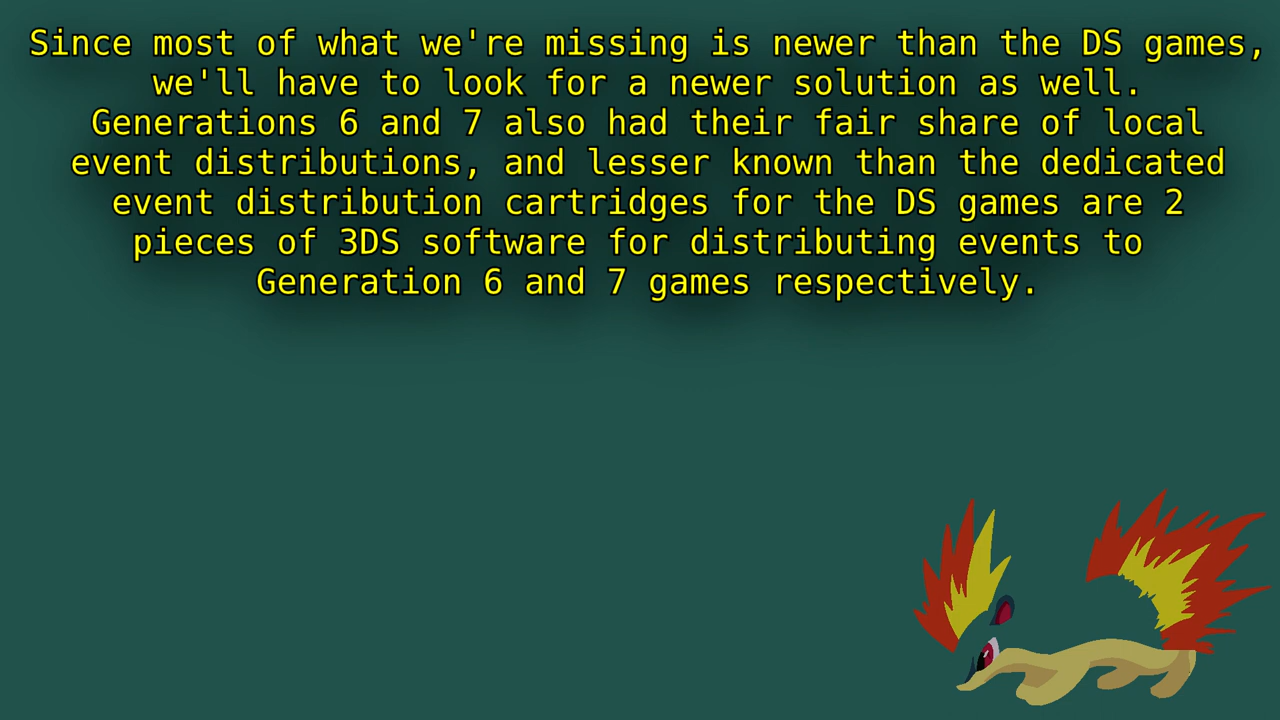 Since most of what we're missing is newer than the DS games,
we'll have to look for a newer solution as well.
Generations 6 and 7 also had their fair share of local
event distributions, and lesser known than the dedicated
event distribution cartridges for the DS games are 2
pieces of 3DS software for distributing events to
Generation 6 and 7 games respectively.